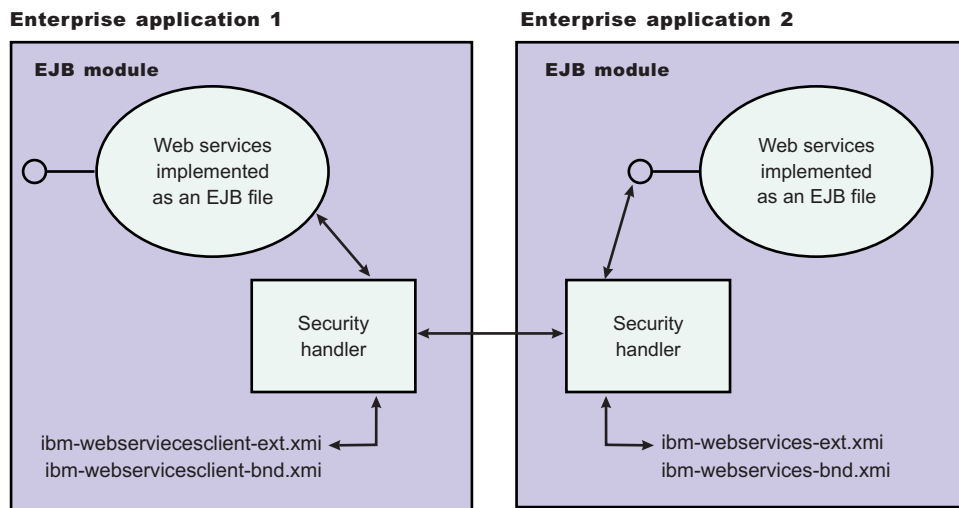 Enterprise application 1
EJB module
Web services
implemented
as an EJB file
Security
handler
ibm-webserviecesclient-ext.xmi
ibm-webservicesclient-bnd.xmi
Enterprise application 2
EJB module
Web services
implemented
as an EJB file
Security
handler
ibm-webservices-ext.xmi
ibm-webservices-bnd.xmi